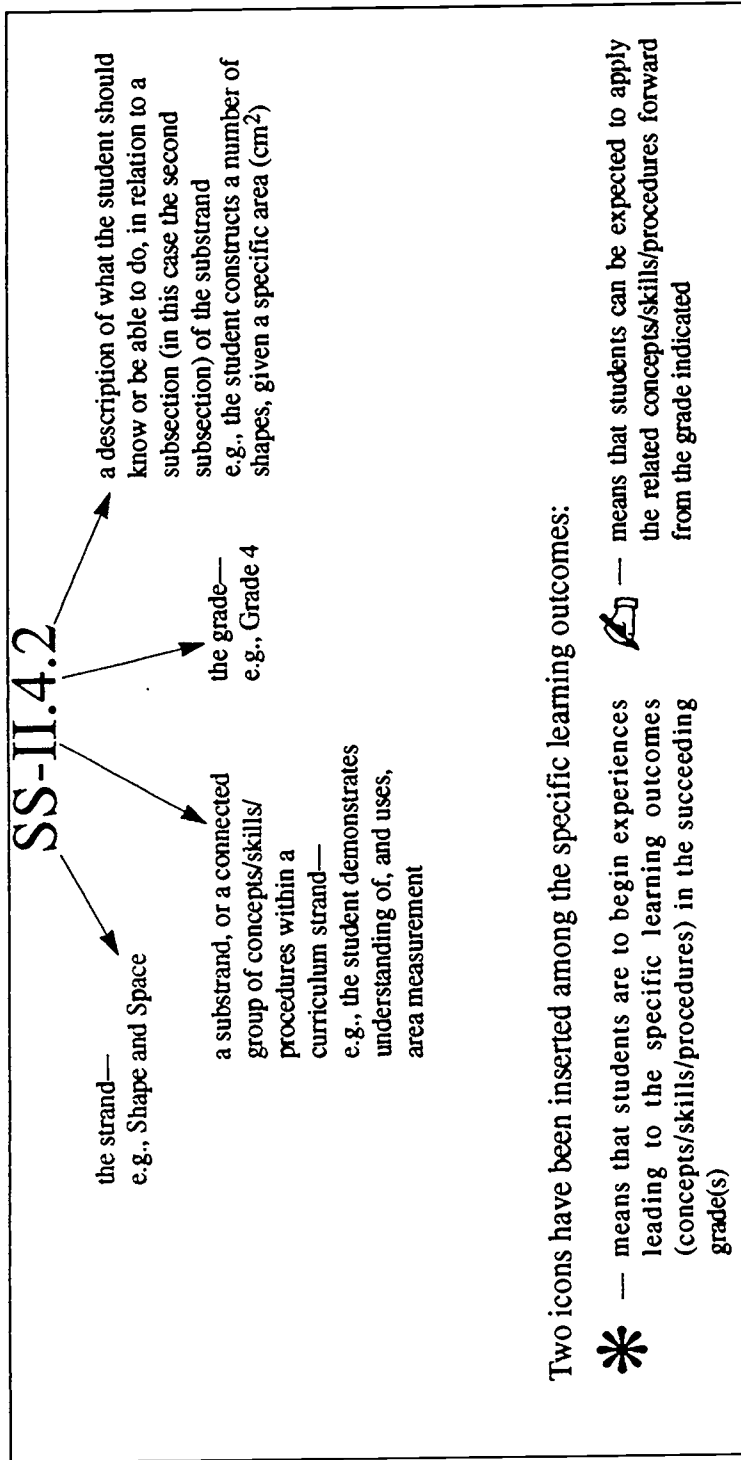 SS-II.4.2
the strand—
e.g., Shape and Space
a substrand, or a connected
group of concepts/skills/
procedures within a
curriculum strand—
e.g., the student demonstrates
understanding of, and uses,
area measurement
the grade—
e.g., Grade 4
a description of what the student should
know or be able to do, in relation to a
subsection (in this case the second
subsection) of the substrand
e.g., the student constructs a number of
shapes, given a specific area (cm²)
Two icons have been inserted among the specific learning outcomes:
— means that students are to begin experiences
leading to the specific learning outcomes
(concepts/skills/procedures) in the succeeding
grade(s)
— means that students can be expected to apply
the related concepts/skills/procedures forward
from the grade indicated